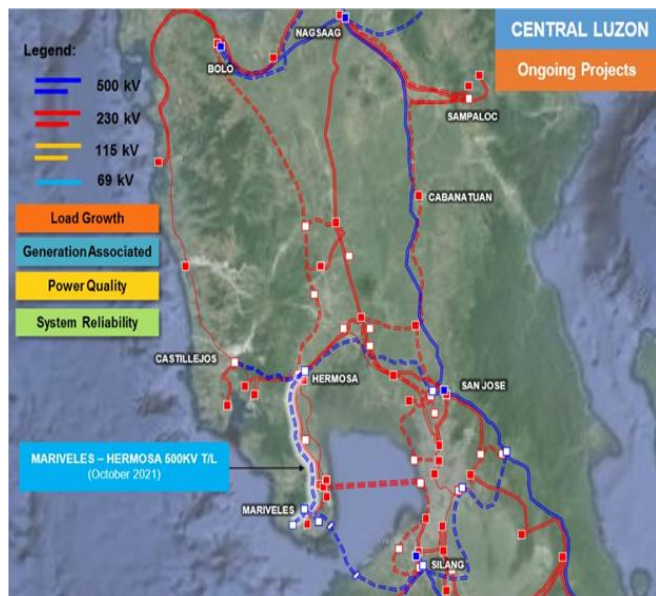 CENTRAL LUZON
Ongoing Projects
Legend:
500 kV
230 kV
115 kV
69 kV
Load Growth
Generation Associated
Power Quality
System Reliability
NAGSAAG
BOLO
SAMPALOC
CABANATUAN
CASTILLEJOS
HERMOSA
SAN JOSE
MARIVELES – HERMOSA 500KV T/L
(October 2021)
MARIVELES
SILANG